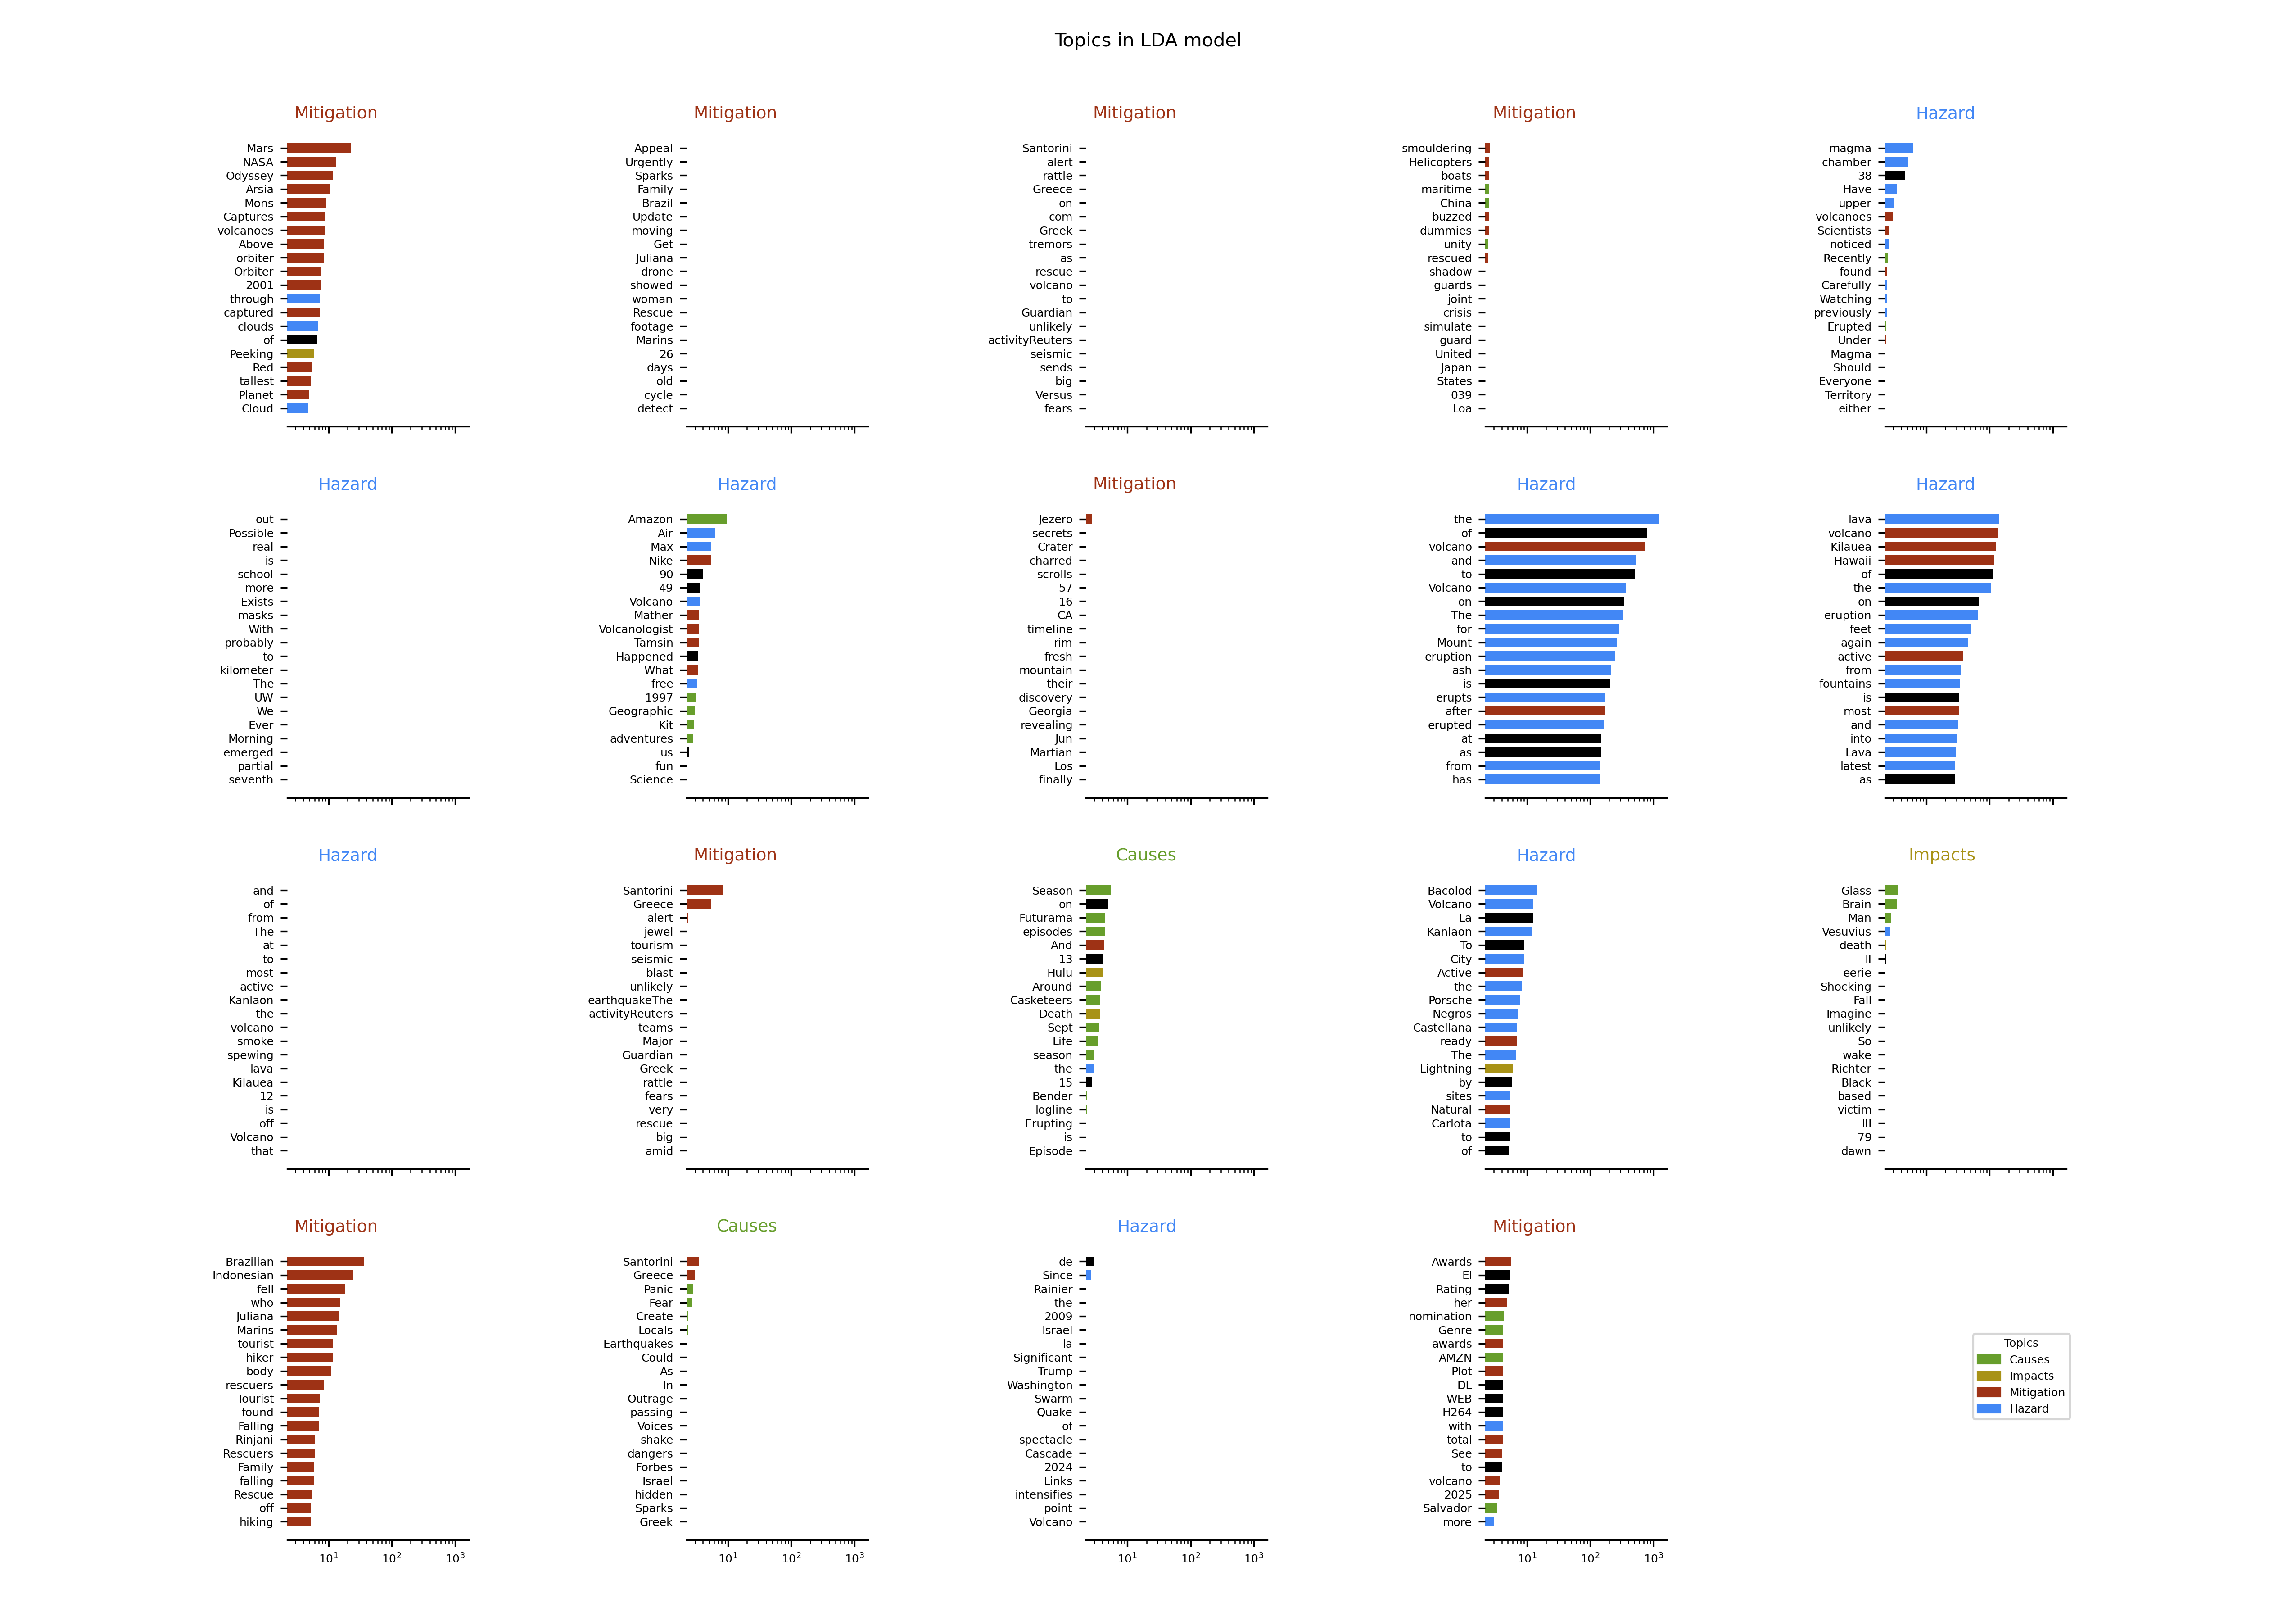 Topics in LDA model
Mitigation
Mars
NASA
Odyssey
Arsia
Mons
Captures
volcanoes
Above
orbiter
Orbiter
2001
through
captured
clouds
of
Peeking
Red
tallest
Planet
Cloud
Mitigation
Appeal
Urgently
Sparks
Family
Brazil
Update
moving
Get
Juliana
drone
showed
woman
Rescue
footage
Marins
26
days
old
cycle
detect
Mitigation
Santorini
alert
rattle
Greece
on
com
Greek
tremors
as
rescue
volcano
to
Guardian
unlikely
activityReuters
seismic
sends
big
Versus
fears
Mitigation
smouldering
Helicopters
boats
maritime
China
buzzed
dummies
unity
rescued
shadow
guards
joint
crisis
simulate
guard
United
Japan
States
039
Loa
Hazard
magma
chamber
38
Have
upper
volcanoes
Scientists
noticed
Recently
found
Carefully
Watching
previously
Erupted
Under
Magma
Should
Everyone
Territory
either
Hazard
out
Possible
real
is
school
more
Exists
masks
With
probably
to
kilometer
The
UW
We
Ever
Morning
emerged
partial
seventh
Hazard
Amazon
Air
Max
Nike
90
49
Volcano
Mather
Volcanologist
Tamsin
Happened
What
free
1997
Geographic
Kit
adventures
us
fun
Science
Mitigation
Jezero
secrets
Crater
charred
scrolls
57
16
CA
timeline
rim
fresh
mountain
their
discovery
Georgia
revealing
Jun
Martian
Los
finally
Hazard
the
of
volcano
and
to
Volcano
on
The
for
Mount
eruption
ash
is
erupts
after
erupted
at
as
from
has
Hazard
lava
volcano
Kilauea
Hawaii
of
the
on
eruption
feet
again
active
from
fountains
is
most
and
into
Lava
latest
as
Hazard
and
of
from
The
at
to
most
active
Kanlaon
the
volcano
smoke
spewing
lava
Kilauea
12
is
off
Volcano
that
Mitigation
Santorini
Greece
alert
jewel
tourism
seismic
blast
unlikely
earthquakeThe
activityReuters
teams
Major
Guardian
Greek
rattle
fears
very
rescue
big
amid
Causes
Season
on
Futurama
episodes
And
13
Hulu
Around
Casketeers
Death
Sept
Life
season
the
15
Bender
logline
Erupting
is
Episode
Hazard
Bacolod
Volcano
La
Kanlaon
To
City
Active
the
Porsche
Negros
Castellana
ready
The
Lightning
by
sites
Natural
Carlota
to
of
Impacts
Glass
Brain
Man
Vesuvius
death
II
eerie
Shocking
Fall
Imagine
unlikely
So
wake
Richter
Black
based
victim
III
79
dawn
Mitigation
Brazilian
Indonesian
fell
who
Juliana
Marins
tourist
hiker
body
rescuers
Tourist
found
Falling
Rinjani
Rescuers
Family
falling
Rescue
off
hiking
10¹ 10² 10³
Causes
Santorini
Greece
Panic
Fear
Create
Locals
Earthquakes
Could
As
In
Outrage
passing
Voices
shake
dangers
Forbes
Israel
hidden
Sparks
Greek
10¹ 10² 10³
Hazard
de
Since
Rainier
the
2009
Israel
la
Significant
Trump
Washington
Swarm
Quake
of
spectacle
Cascade
2024
Links
intensifies
point
Volcano
10¹ 10² 10³
Mitigation
Awards
El
Rating
her
nomination
Genre
awards
AMZN
Plot
DL
WEB
H264
with
total
See
to
volcano
2025
Salvador
more
10¹ 10² 10³
Topics
Causes
Impacts
Mitigation
Hazard